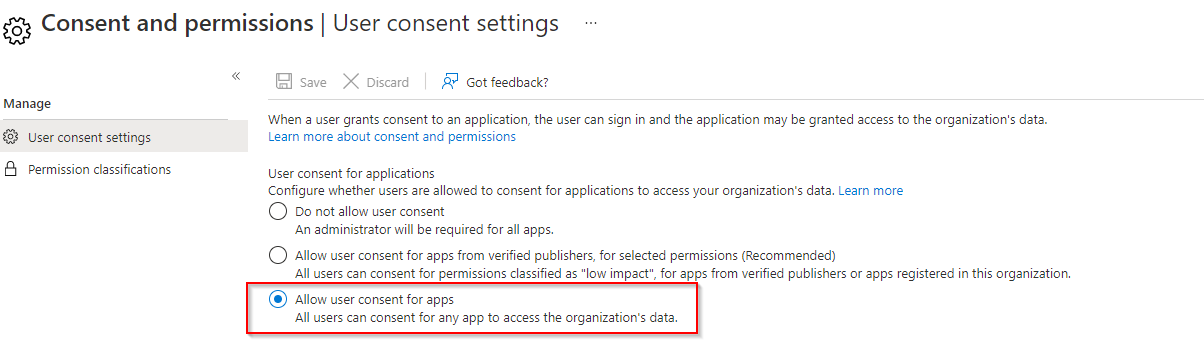 Consent and permissions | User consent settings ...
«
Save Discard Got feedback?
Manage
User consent settings
Permission classifications
When a user grants consent to an application, the user can sign in and the application may be granted access to the organization's data.
Learn more about consent and permissions
User consent for applications
Configure whether users are allowed to consent for applications to access your organization's data. Learn more
Do not allow user consent
An administrator will be required for all apps.
Allow user consent for apps from verified publishers, for selected permissions (Recommended)
All users can consent for permissions classified as "low impact", for apps from verified publishers or apps registered in this organization.
Allow user consent for apps
All users can consent for any app to access the organization's data.